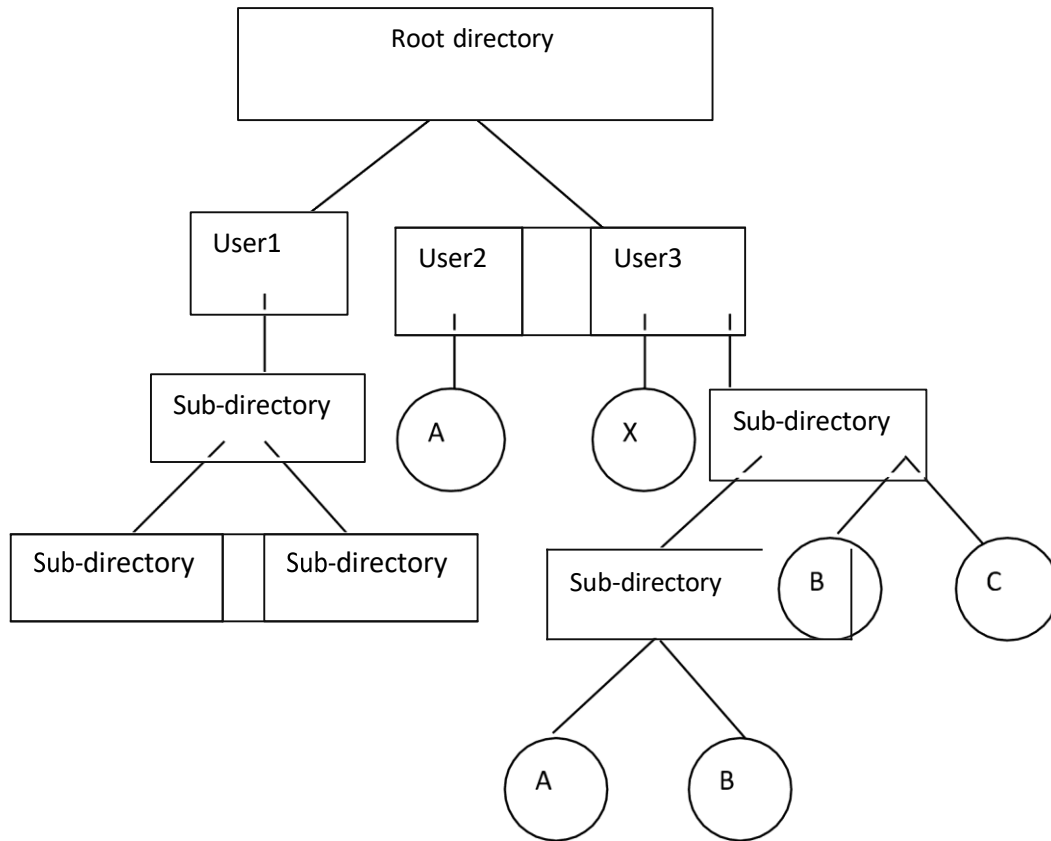 Root directory
User1
User2
User3
Sub-directory
A
X
Sub-directory
Sub-directory
Sub-directory
Sub-directory
B
C
A
B